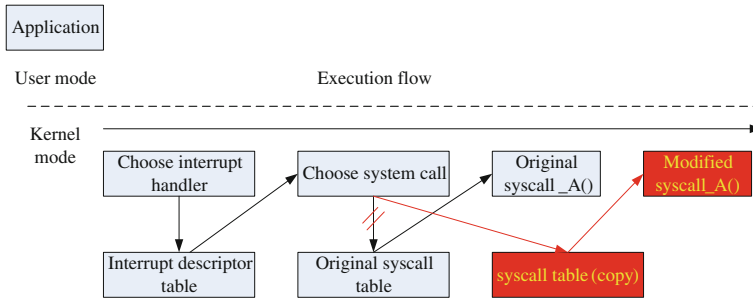 Application
User mode
Execution flow
Kernel
mode
Choose interrupt
handler
Choose system call
Original
syscall _A()
Modified
syscall_A()
Interrupt descriptor
table
Original syscall
table
syscall table (copy)